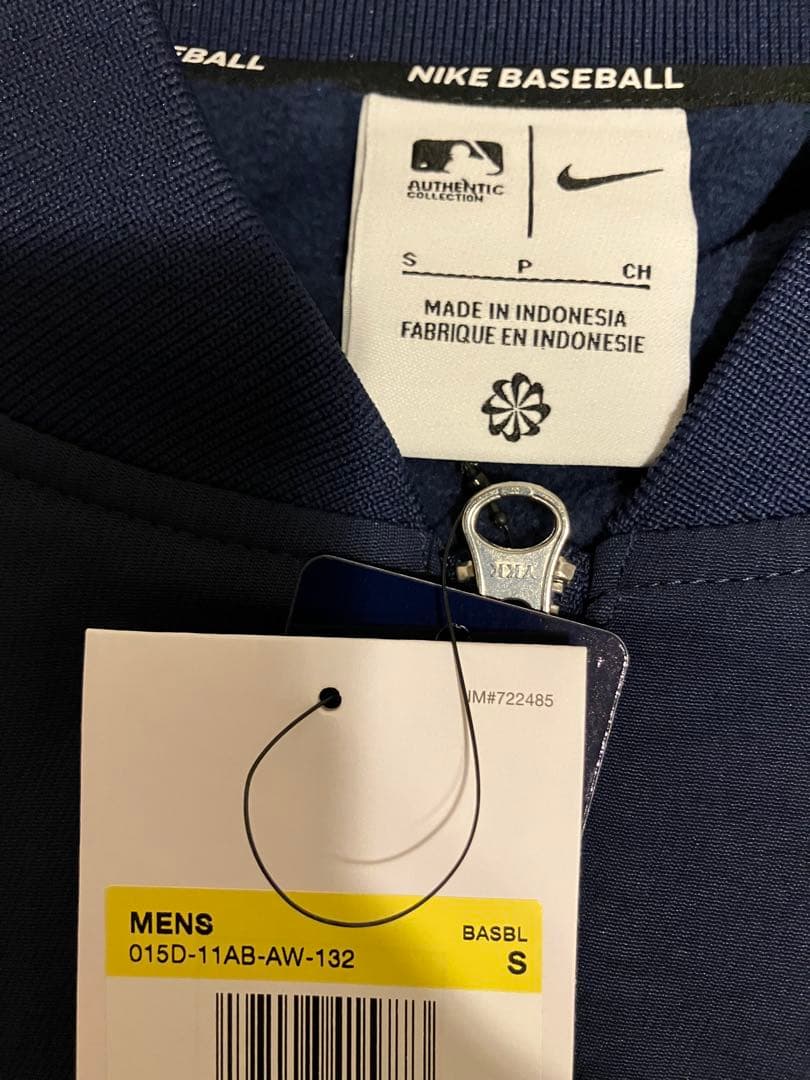 EBALL
NIKE BASEBALL
AUTHENTIC
COLLECTION
S P CH
MADE IN INDONESIA
FABRIQUE EN INDONESIE
YKK
IM#722485
MENS
015D-11AB-AW-132
BASBL
S